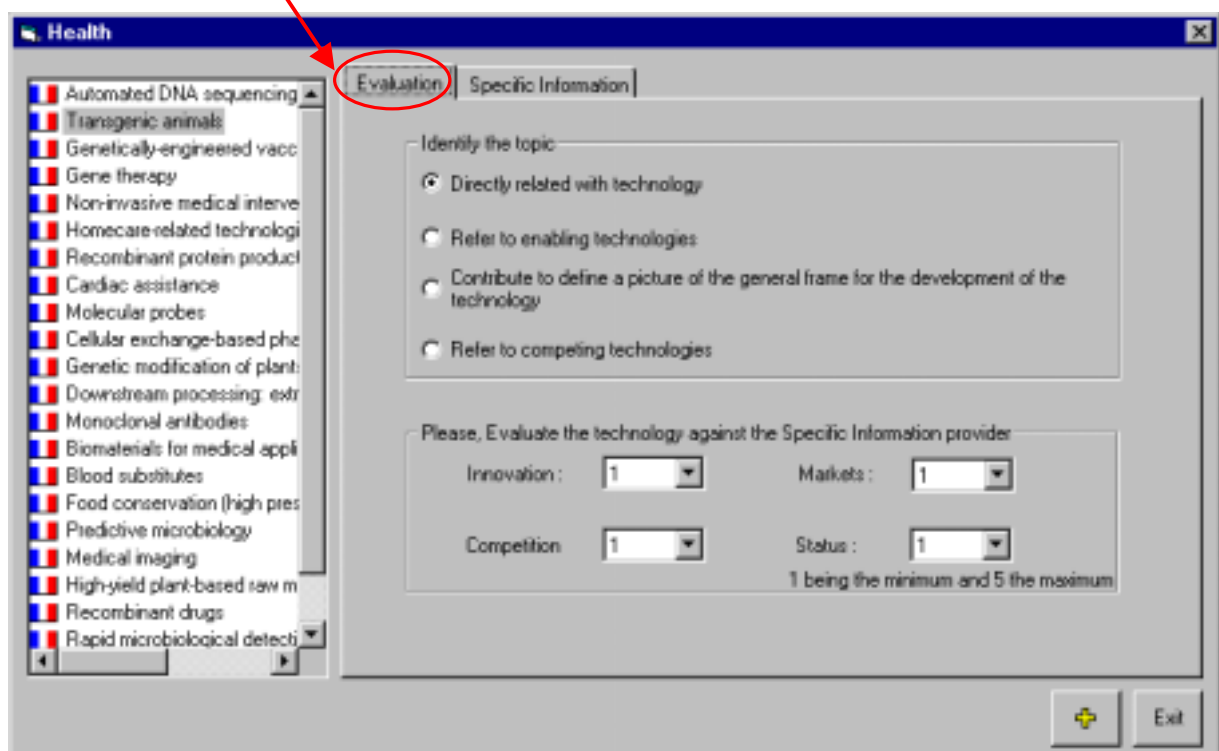 Health
Automated DNA sequencing
Transgenic animals
Genetically-engineered vacc
Gene therapy
Non-invasive medical interve
Homecare-related technologi
Recombinant protein product
Cardiac assistance
Molecular probes
Cellular exchange-based pha
Genetic modification of plant
Downstream processing: extr
Monoclonal antibodies
Biomaterials for medical appli
Blood substitutes
Food conservation (high pres
Predictive microbiology
Medical imaging
High-yield plant-based raw m
Recombinant drugs
Rapid microbiological detecti
Evaluation Specific Information
Identify the topic
Directly related with technology
Refer to enabling technologies
Contribute to define a picture of the general frame for the development of the
technology
Refer to competing technologies
Please, Evaluate the technology against the Specific Information provider
Innovation : 1 Markets : 1
Competition 1 Status : 1
1 being the minimum and 5 the maximum
Exit